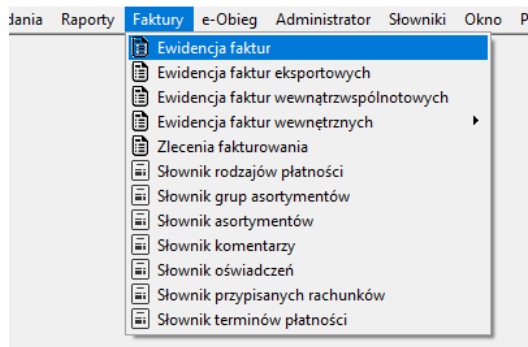 dania Raporty Faktury e-Obieg Administrator Słowniki Okno P
Ewidencja faktur
Ewidencja faktur eksportowych
Ewidencja faktur wewnątrzwspólnotowych
Ewidencja faktur wewnętrznych
Zlecenia fakturowania
Słownik rodzajów płatności
Słownik grup asortymentów
Słownik asortymentów
Słownik komentarzy
Słownik oświadczeń
Słownik przypisanych rachunków
Słownik terminów płatności